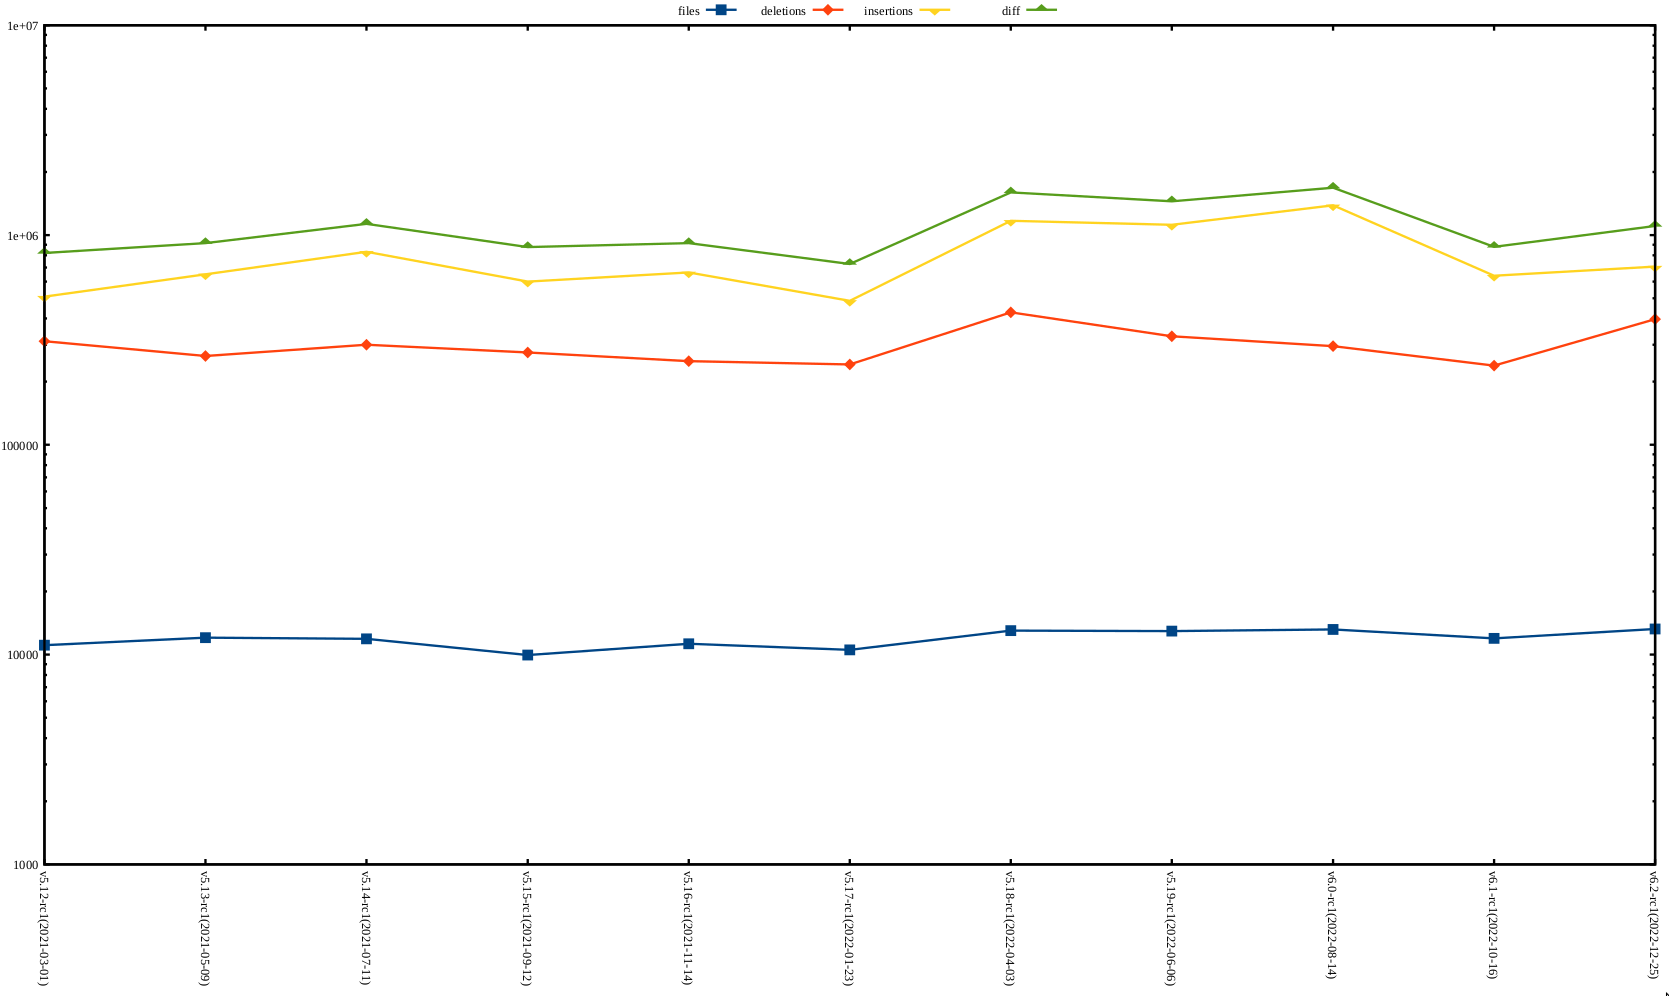 files deletions insertions diff
1e+07
1e+06
100000
10000
1000
v5.12-rc1(2021-03-01)
v5.13-rc1(2021-05-09)
v5.14-rc1(2021-07-11)
v5.15-rc1(2021-09-12)
v5.16-rc1(2021-11-14)
v5.17-rc1(2022-01-23)
v5.18-rc1(2022-04-03)
v5.19-rc1(2022-06-06)
v6.0-rc1(2022-08-14)
v6.1-rc1(2022-10-16)
v6.2-rc1(2022-12-25)